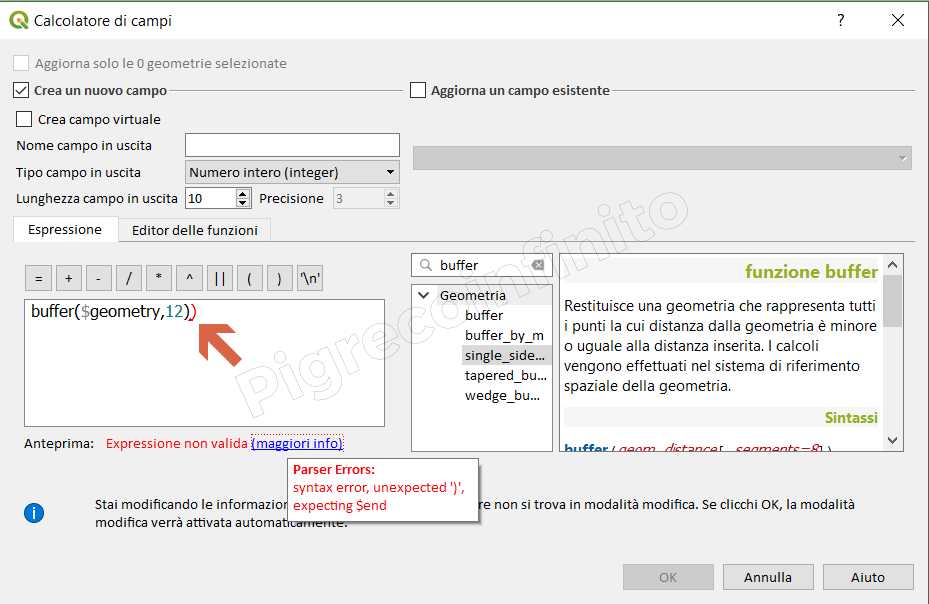 Calcolatore di campi
?
Aggiorna solo le 0 geometrie selezionate
Crea un nuovo campo
Aggiorna un campo esistente
Crea campo virtuale
Nome campo in uscita
Tipo campo in uscita
Numero intero (integer)
Lunghezza campo in uscita
10
Precisione
3
Espressione
Editor delle funzioni
= + - / * ^ || ( ) '\n'
buffer($geometry,12))
Anteprima: Espressione non valida (maggiori info)
Parser Errors:
syntax error, unexpected ')',
expecting $end
buffer
Geometria
buffer
buffer_by_m
single_side...
tapered_bu...
wedge_bu...
funzione buffer
Restituisce una geometria che rappresenta tutti
i punti la cui distanza dalla geometria è minore
o uguale alla distanza inserita. I calcoli
vengono effettuati nel sistema di riferimento
spaziale della geometria.
Sintassi
buffer(geom, distance[, segments=8])
Pigrecoinfinito
Stai modificando le informazion
re non si trova in modalità modifica. Se clicchi OK, la modalità
modifica verrà attivata automaticamente.
OK
Annulla
Aiuto